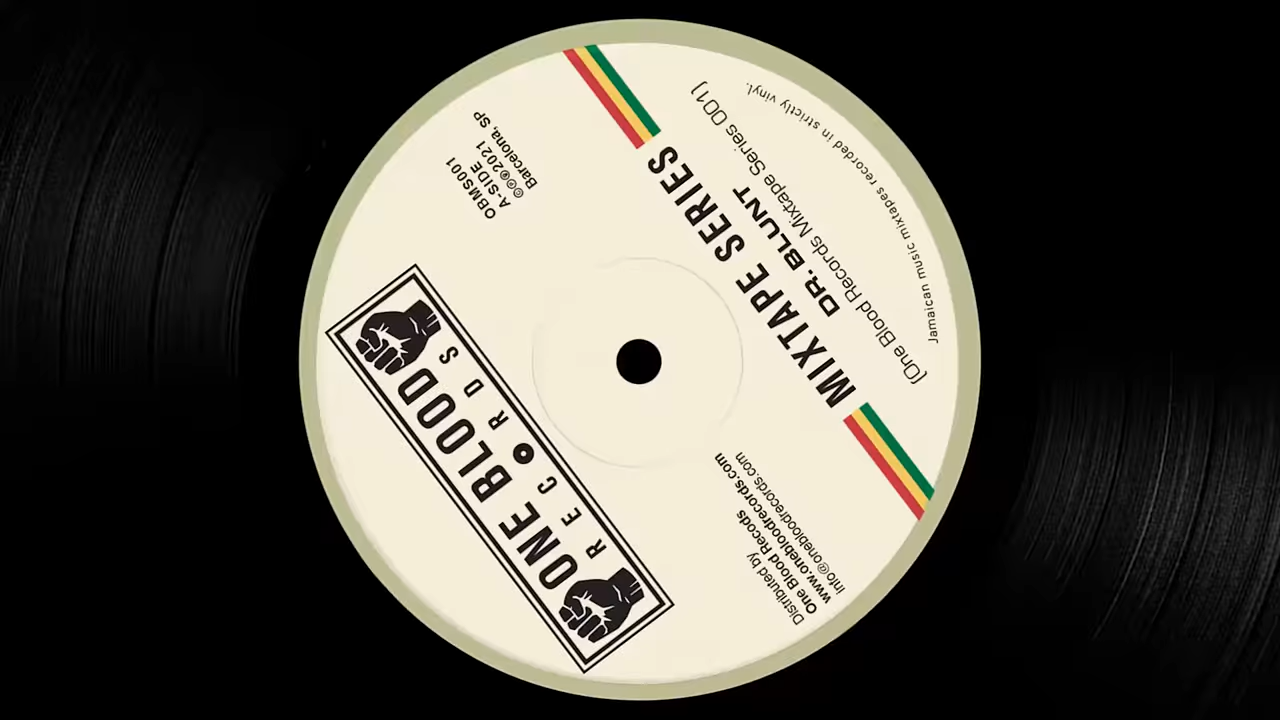 ONE BLOOD
RECORDS
OBMS001
A-SIDE
©℗®2021
Barcelona, SP
Distributed by
One Blood Recods
www.onebloodrecords.com
Info@onebloodrecords.com
MIXTAPE SERIES
DR. BLUNT
[One Blood Records Mixtape Series 001]
Jamaican music mixtapes recorded in strictly vinyl.